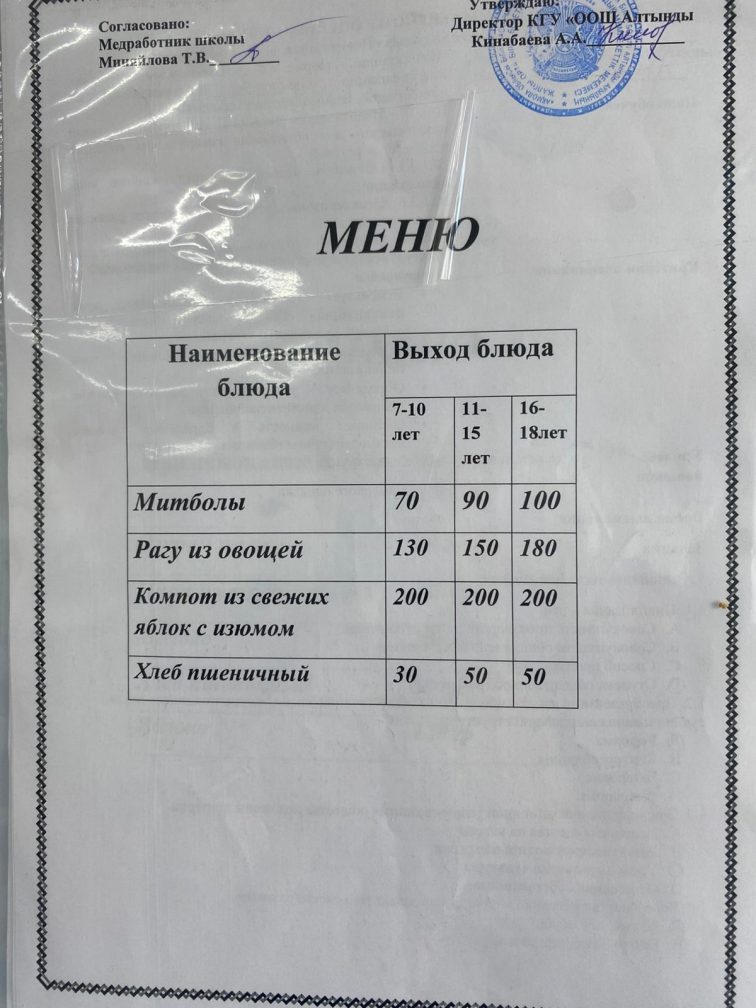 Согласовано:
Медработник школы
Минайлова Т.В.
Утверждаю:
Директор КГУ «ООШ Алтынды
Кинабаева А.А.
МЕНЮ
Наименование блюда
Выход блюда
7-10 лет
11-15 лет
16-18лет
Митболы 70 90 100
Рагу из овощей 130 150 180
Компот из свежих
яблок с изюмом 200 200 200
Хлеб пшеничный 30 50 50